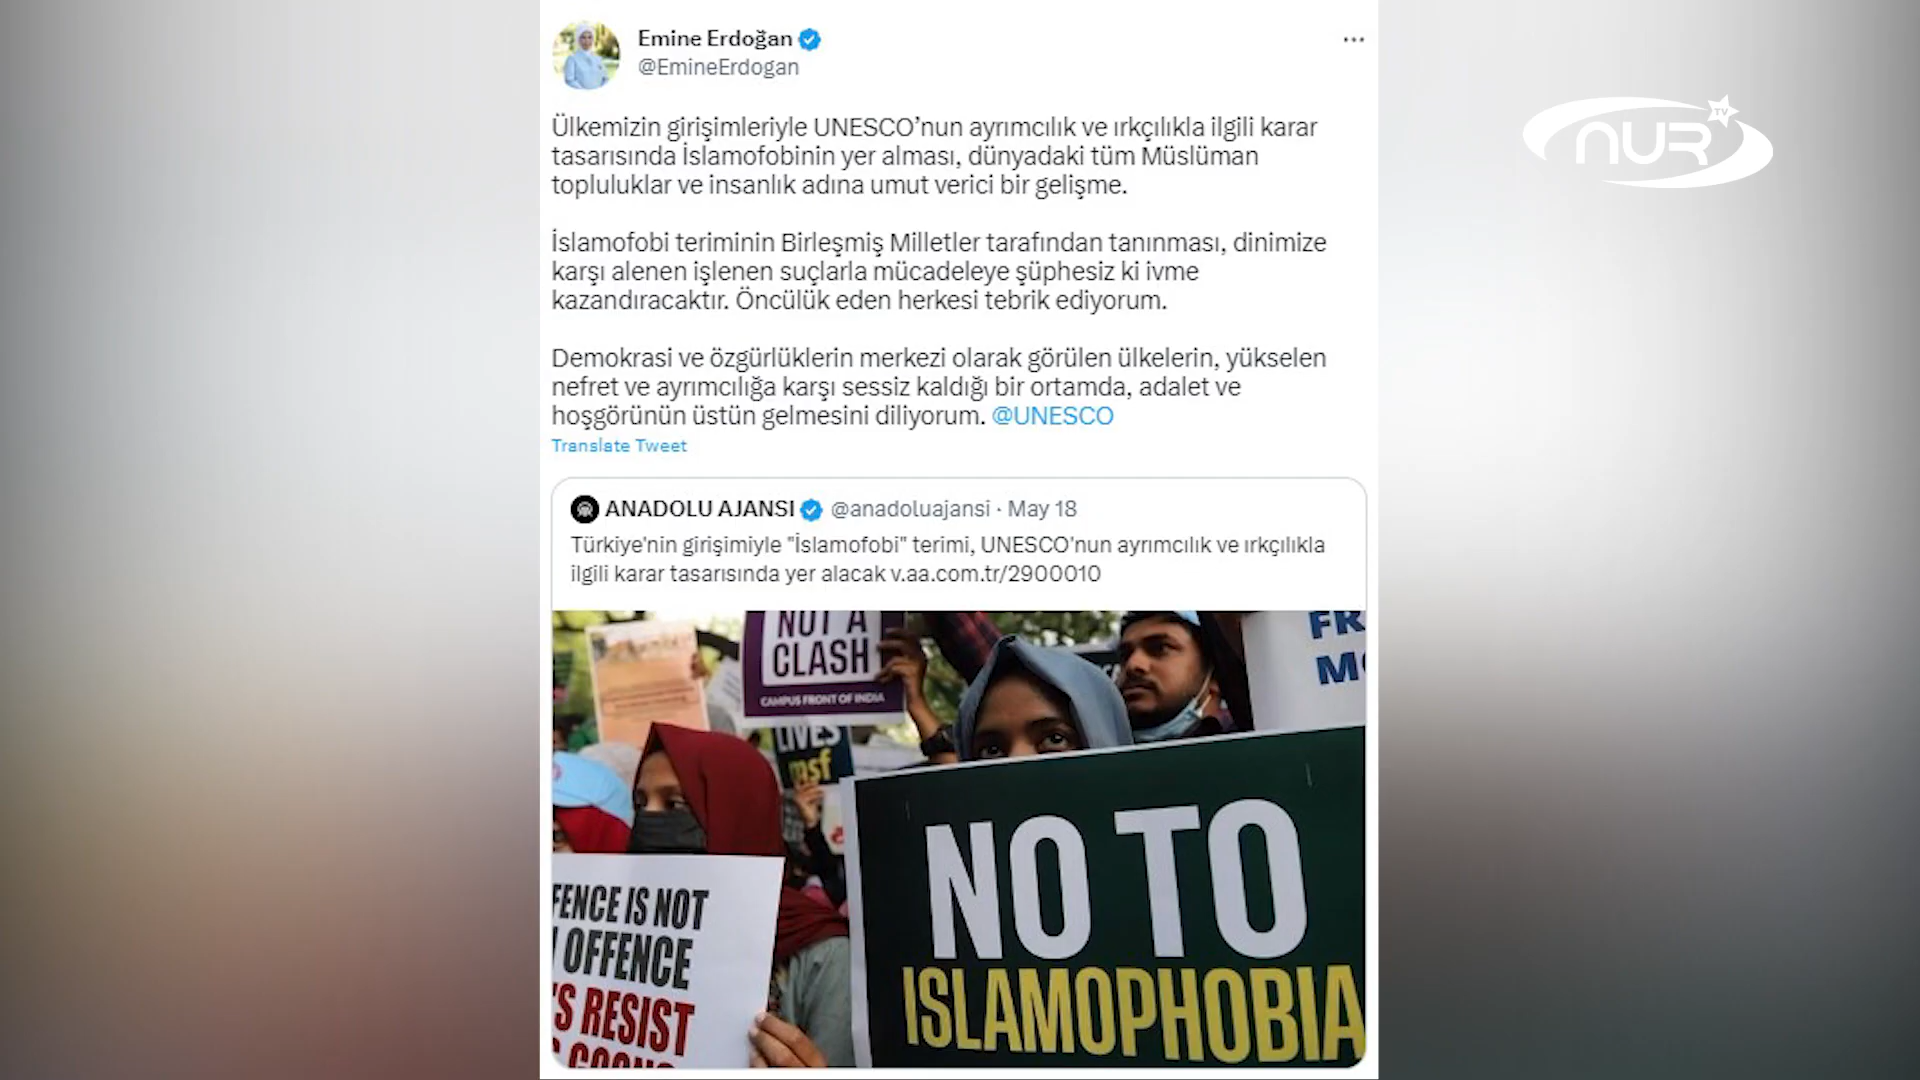 Emine Erdoğan
@EmineErdogan
NUR TV
Ülkemizin girişimleriyle UNESCO’nun ayrımcılık ve ırkçılıkla ilgili karar
tasarısında İslamofobinin yer alması, dünyadaki tüm Müslüman
topluluklar ve insanlık adına umut verici bir gelişme.
İslamofobi teriminin Birleşmiş Milletler tarafından tanınması, dinimize
karşı alenen işlenen suçlarla mücadeleye şüphesiz ki ivme
kazandıracaktır. Öncülük eden herkesi tebrik ediyorum.
Demokrasi ve özgürlüklerin merkezi olarak görülen ülkelerin, yükselen
nefret ve ayrımcılığa karşı sessiz kaldığı bir ortamda, adalet ve
hoşgörünün üstün gelmesini diliyorum. @UNESCO
Translate Tweet
ANADOLU AJANSI @anadoluajansi · May 18
Türkiye'nin girişimiyle "İslamofobi" terimi, UNESCO'nun ayrımcılık ve ırkçılıkla
ilgili karar tasarısında yer alacak v.aa.com.tr/2900010
NOT A
CLASH
CAMPUS FRONT OF INDIA
LIVES
msf
FR
M
FENCE IS NOT
OFFENCE
'S RESIST
NO TO
ISLAMOPHOBIA